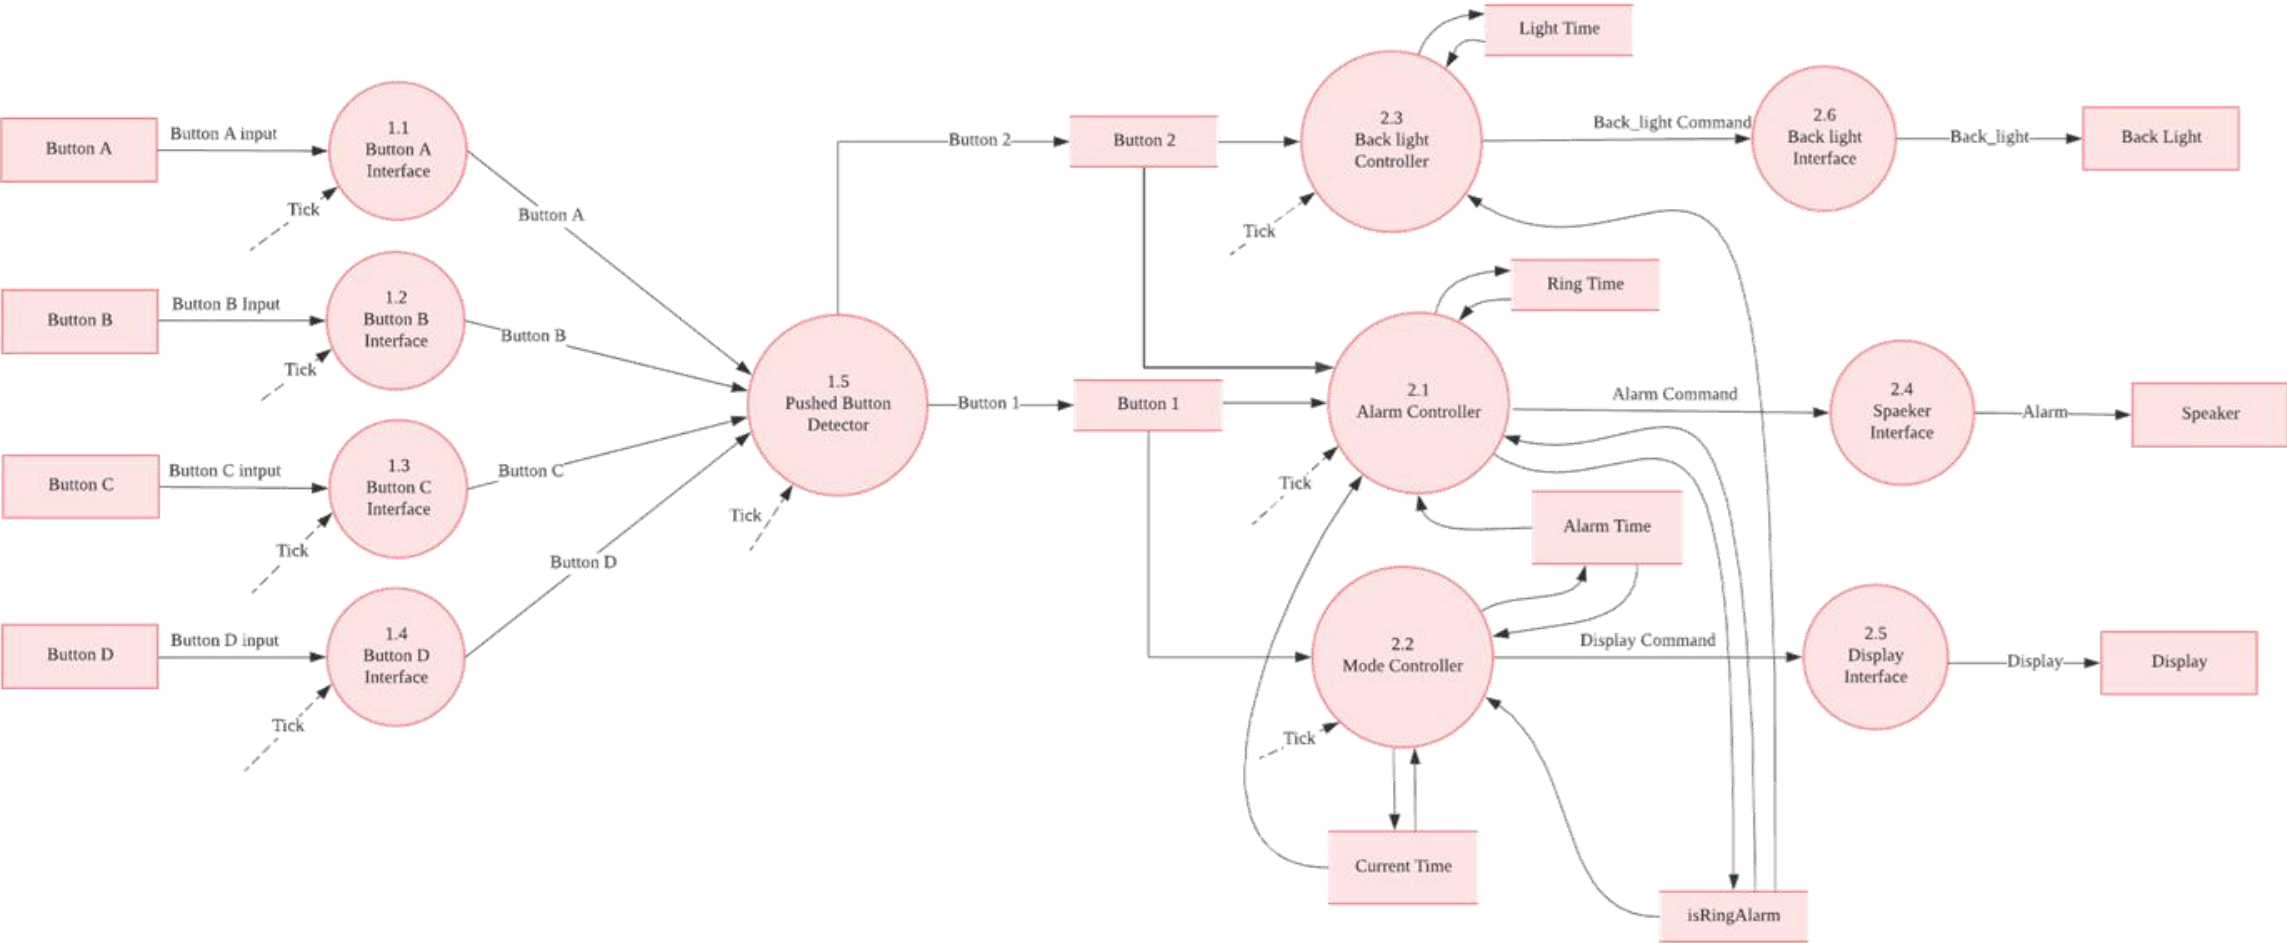 Button A
Button A input
1.1
Button A
Interface
Tick
Button A
Button B
Button B Input
1.2
Button B
Interface
Tick
Button B
Button C
Button C intput
1.3
Button C
Interface
Tick
Button C
Button D
Button D input
1.4
Button D
Interface
Tick
Button D
1.5
Pushed Button
Detector
Tick
Button 2
Button 2
Button 1
Button 1
Light Time
2.3
Back light
Controller
Tick
Back_light Command
2.6
Back light
Interface
Back_light
Back Light
Ring Time
2.1
Alarm Controller
Tick
Alarm Command
2.4
Spaeker
Interface
Alarm
Speaker
Alarm Time
2.2
Mode Controller
Tick
Display Command
2.5
Display
Interface
Display
Display
Current Time
isRingAlarm